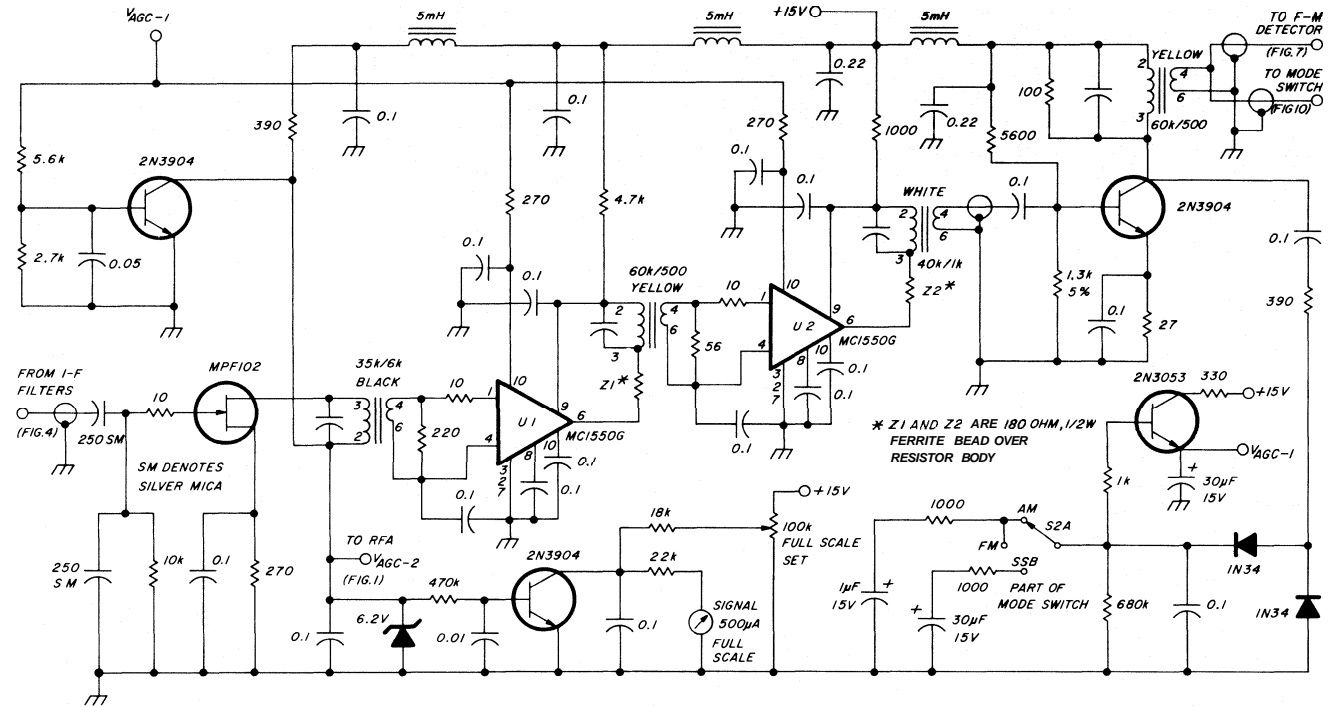 VAGC-1
5mH
5mH
+15V
5mH
TO F-M
DETECTOR
(FIG.7)
YELLOW
2
4
6
3
60k/500
TO MODE
SWITCH
(FIG10)
0.1
0.1
0.22
0.22
100
390
270
1000
5600
5.6k
2N3904
2.7k
0.05
270
4.7k
0.1
0.1
WHITE
2
4
6
3
40k/1k
0.1
2N3904
0.1
390
0.1
0.1
60k/500
YELLOW
2
4
6
3
10
56
1
10
4
U2
9
6
MC1550G
8
10
3
2
7
0.1
0.1
Z2*
1.3k
5%
0.1
27
Z1*
FROM I-F
FILTERS
(FIG.4)
250 SM
10
MPF102
35k/6k
BLACK
3
4
2
6
10
220
1
10
4
U1
9
6
MC1550G
8
10
3
2
7
0.1
0.1
0.1
* Z1 AND Z2 ARE 180 OHM, 1/2W
FERRITE BEAD OVER
RESISTOR BODY
2N3053
330
+15V
VAGC-1
+
30µF
15V
1k
SM DENOTES
SILVER MICA
250
SM
10k
0.1
270
TO RFA
VAGC-2
(FIG.1)
470k
2N3904
0.1
6.2V
0.01
18k
22k
0.1
+15V
100k
FULL SCALE
SET
SIGNAL
500µA
FULL
SCALE
1000
AM
S2A
FM
SSB
1000
PART OF
MODE SWITCH
1µF
15V
+
+
30µF
15V
680k
0.1
1N34
1N34